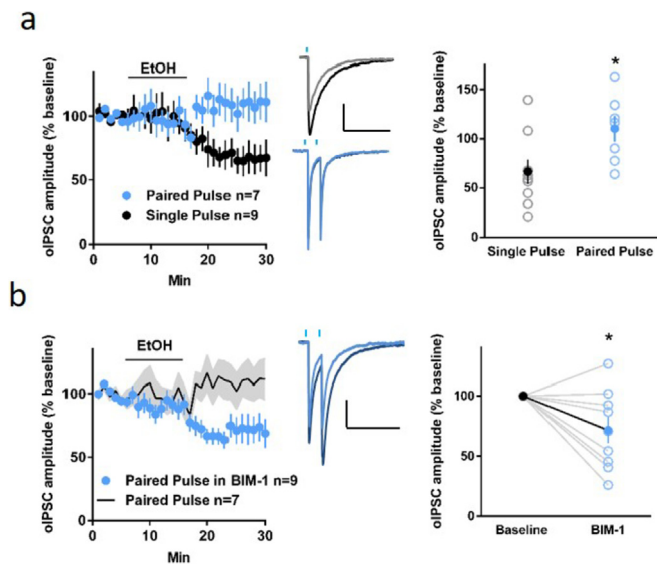 a
EtOH
oIPSC amplitude (% baseline)
100
50
0
Paired Pulse n=7
Single Pulse n=9
0 10 20 30
Min
oIPSC amplitude (% baseline)
150
100
50
0
*
Single Pulse Paired Pulse
b
EtOH
oIPSC amplitude (% baseline)
100
50
0
Paired Pulse in BIM-1 n=9
Paired Pulse n=7
0 10 20 30
Min
oIPSC amplitude (% baseline)
150
100
50
0
*
Baseline BIM-1